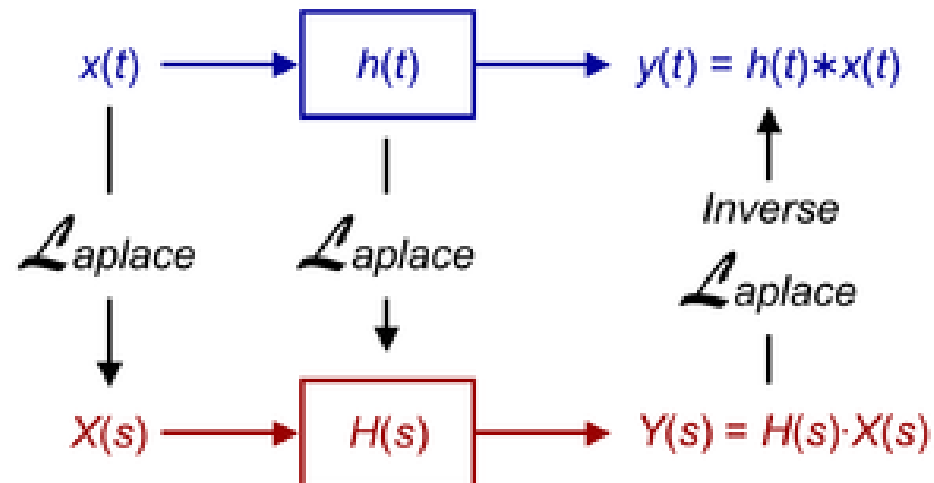 x(t) h(t) y(t) = h(t)∗x(t)
Inverse
ℒaplace ℒaplace ℒaplace
X(s) H(s) Y(s) = H(s)·X(s)